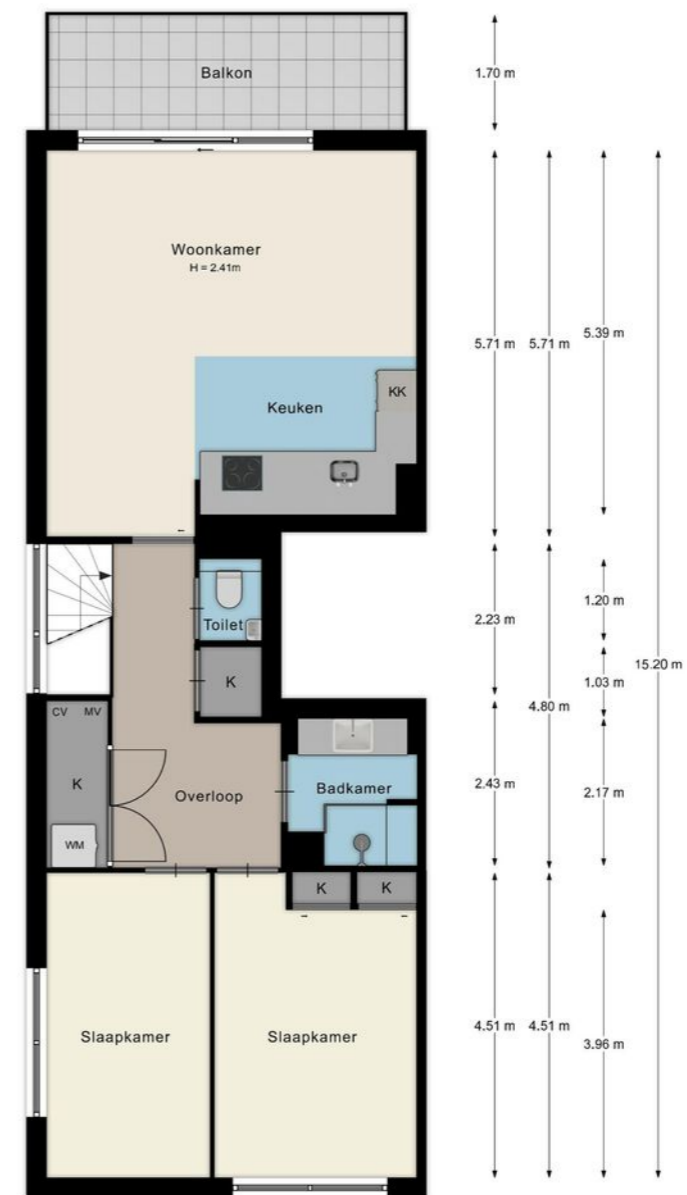 Balkon
1.70 m
Woonkamer
H = 2.41m
5.71 m 5.71 m 5.39 m
Keuken
KK
Toilet
K
2.23 m
1.20 m
1.03 m
15.20 m
CV MV
K
WM
Overloop
Badkamer
4.80 m
2.43 m
2.17 m
K K
Slaapkamer Slaapkamer
4.51 m 4.51 m 3.96 m